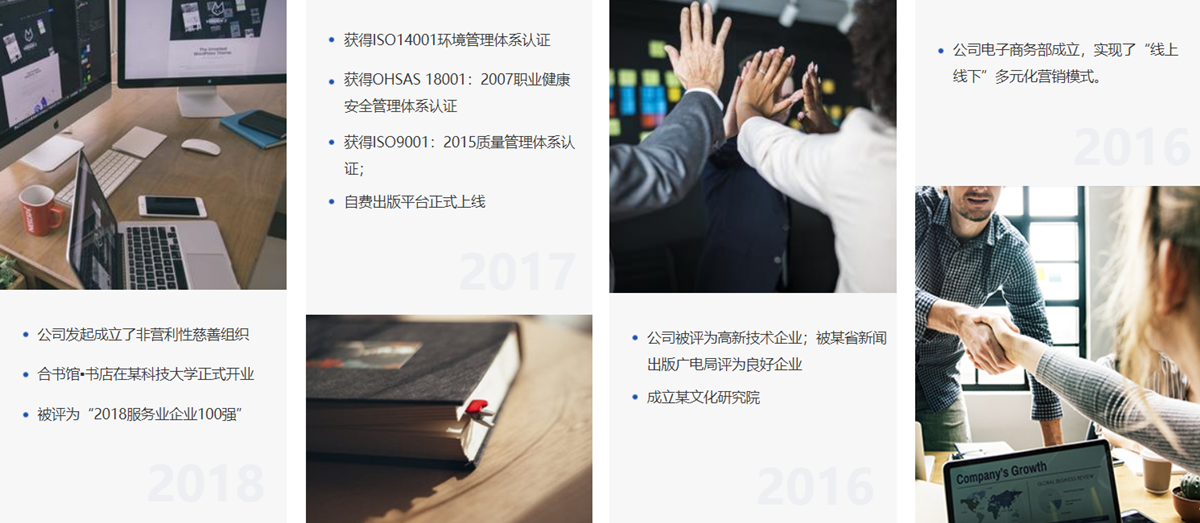 公司发起成立了非营利性慈善组织
合书馆•书店在某科技大学正式开业
被评为“2018服务业企业100强”
2018
获得ISO14001环境管理体系认证
获得OHSAS 18001：2007职业健康
安全管理体系认证
获得ISO9001：2015质量管理体系认
证；
自费出版平台正式上线
2017
公司被评为高新技术企业；被某省新闻
出版广电局评为良好企业
成立某文化研究院
2016
公司电子商务部成立，实现了“线上
线下”多元化营销模式。
2016
Company's Growth
GLOBAL BUSINESS REVIEW